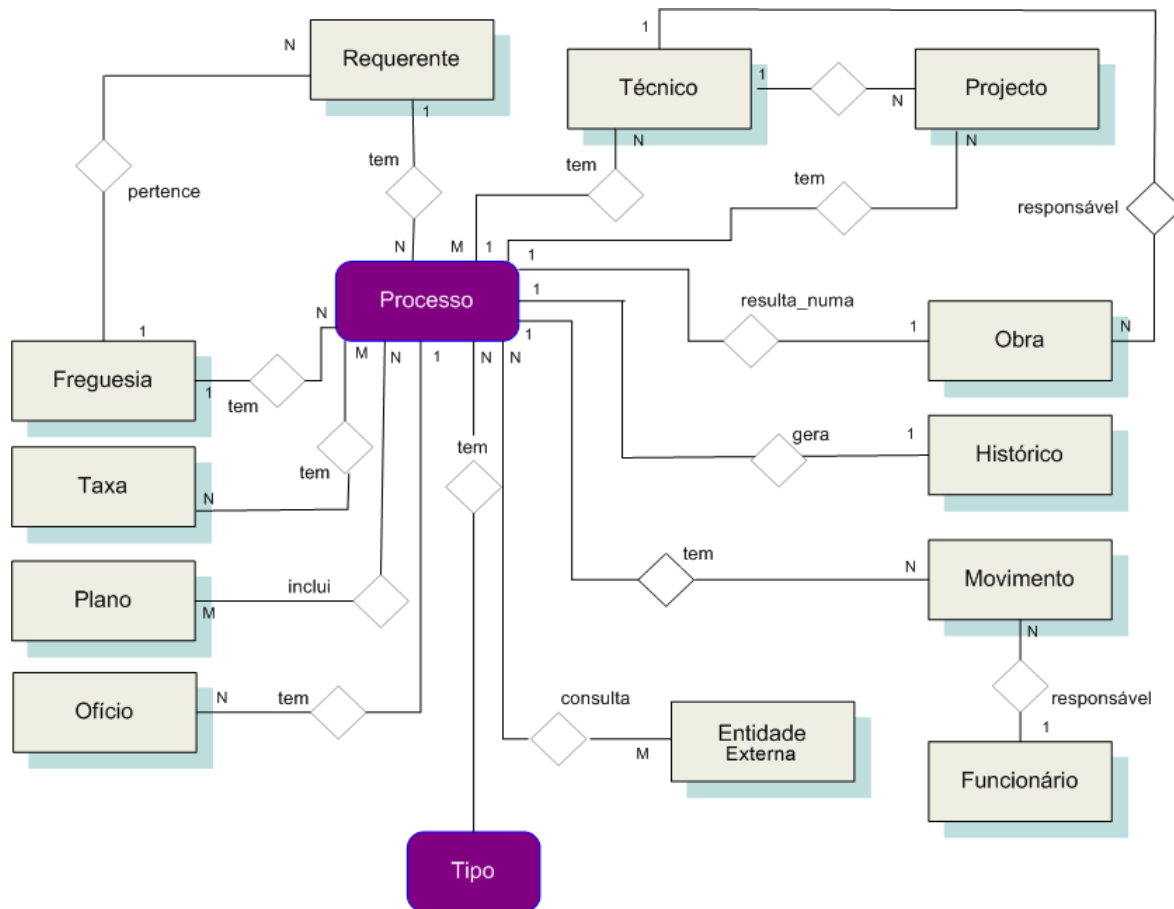 1
N
Requerente
Técnico
1
N
Projecto
1
N
N
tem
tem
tem
pertence
responsável
N
M
1
1
Processo
1
resulta_numa
1
N
Obra
1
N
1
Freguesia
1
tem
M
N
1
N
N
gera
1
Histórico
tem
tem
Taxa
N
tem
N
Movimento
Plano
M
inclui
N
responsável
1
Ofício
N
tem
consulta
M
Entidade
Externa
Funcionário
Tipo